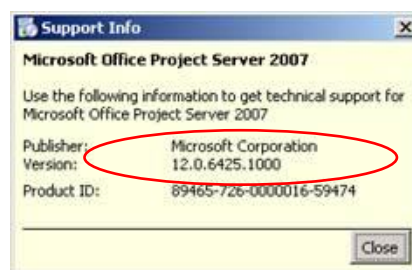 Support Info
Microsoft Office Project Server 2007
Use the following information to get technical support for
Microsoft Office Project Server 2007
Publisher: Microsoft Corporation
Version: 12.0.6425.1000
Product ID: 89465-726-0000016-59474
Close